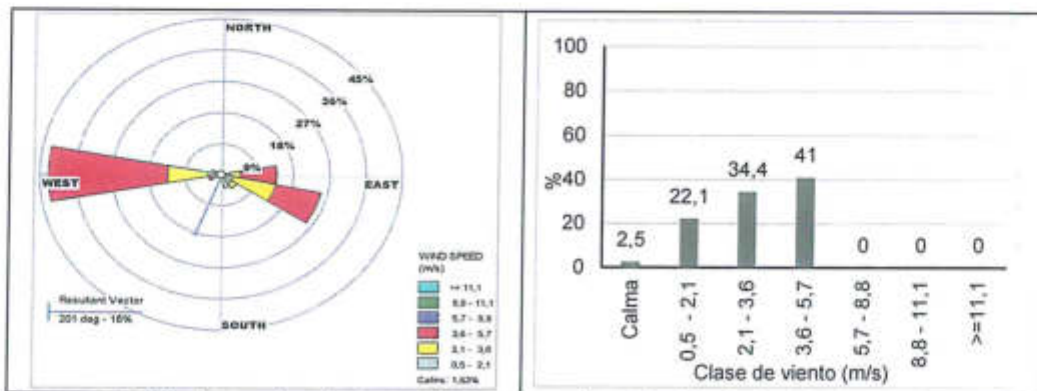 NORTH
45%
36%
27%
18%
9%
WEST
EAST
SOUTH
Resultant Vector
201 deg - 16%
WIND SPEED
(m/s)
>= 11,1
8,8 - 11,1
5,7 - 8,8
3,6 - 5,7
2,1 - 3,6
0,5 - 2,1
Calms: 1,63%
100
80
60
40
20
0
%
2,5
22,1
34,4
41
0
0
0
Calma
0,5 - 2,1
2,1 - 3,6
3,6 - 5,7
5,7 - 8,8
8,8 - 11,1
>=11,1
Clase de viento (m/s)